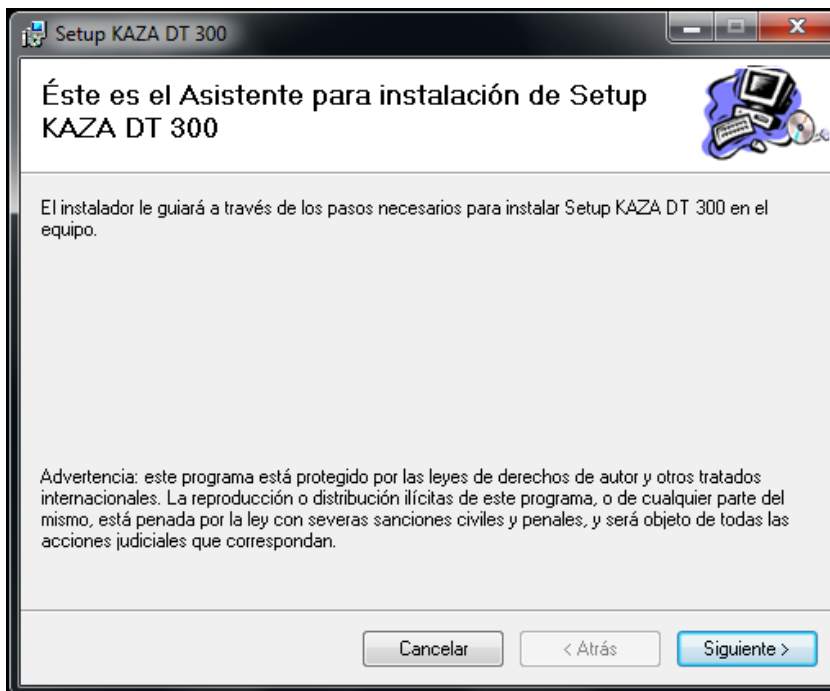 Setup KAZA DT 300
Éste es el Asistente para instalación de Setup
KAZA DT 300
El instalador le guiará a través de los pasos necesarios para instalar Setup KAZA DT 300 en el
equipo.
Advertencia: este programa está protegido por las leyes de derechos de autor y otros tratados
internacionales. La reproducción o distribución ilícitas de este programa, o de cualquier parte del
mismo, está penada por la ley con severas sanciones civiles y penales, y será objeto de todas las
acciones judiciales que correspondan.
Cancelar < Atrás Siguiente >